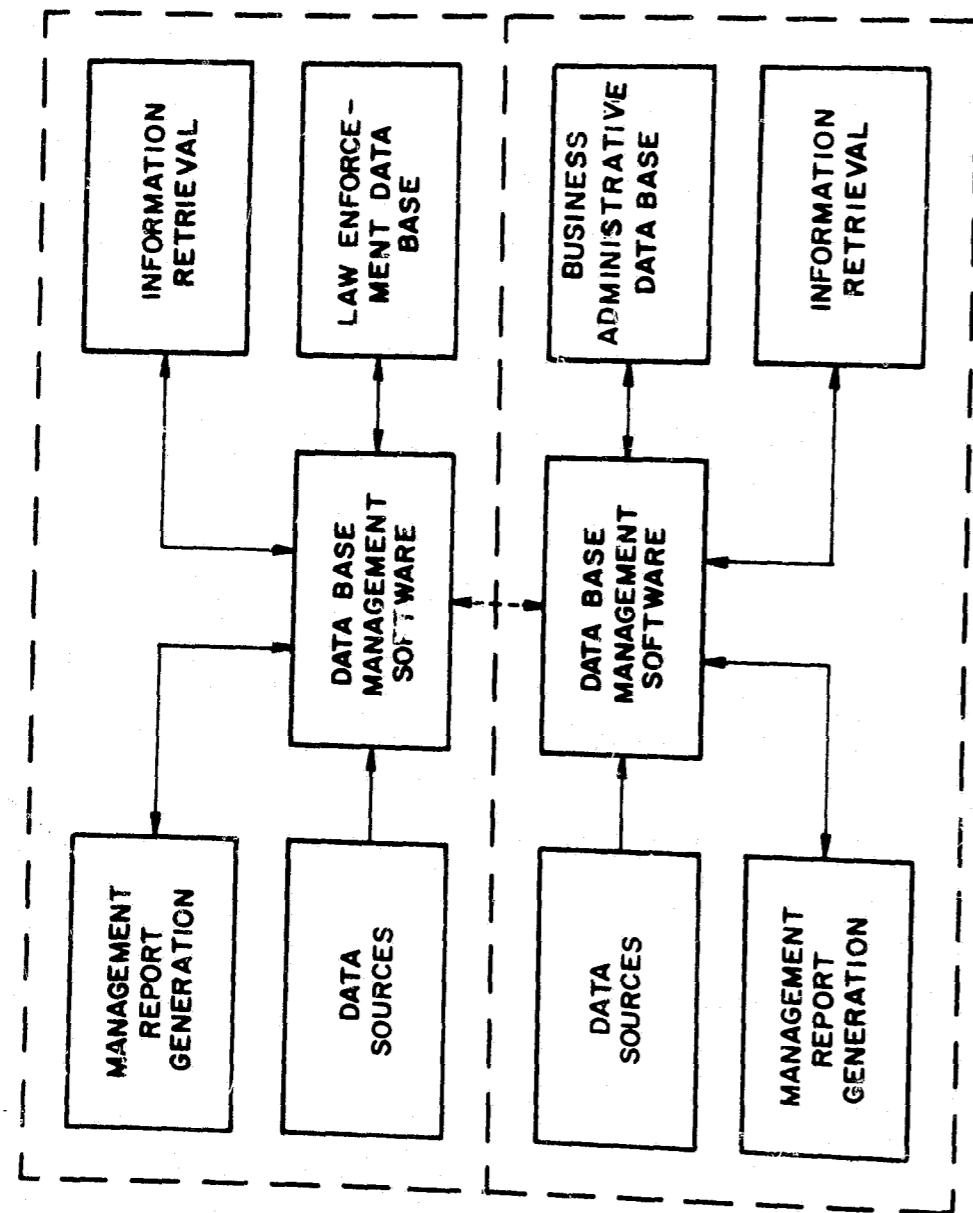 MANAGEMENT
REPORT
GENERATION
INFORMATION
RETRIEVAL
DATA
SOURCES
DATA BASE
MANAGEMENT
SOFTWARE
LAW ENFORCE-
MENT DATA
BASE
DATA
SOURCES
DATA BASE
MANAGEMENT
SOFTWARE
BUSINESS
ADMINISTRATIVE
DATA BASE
MANAGEMENT
REPORT
GENERATION
INFORMATION
RETRIEVAL